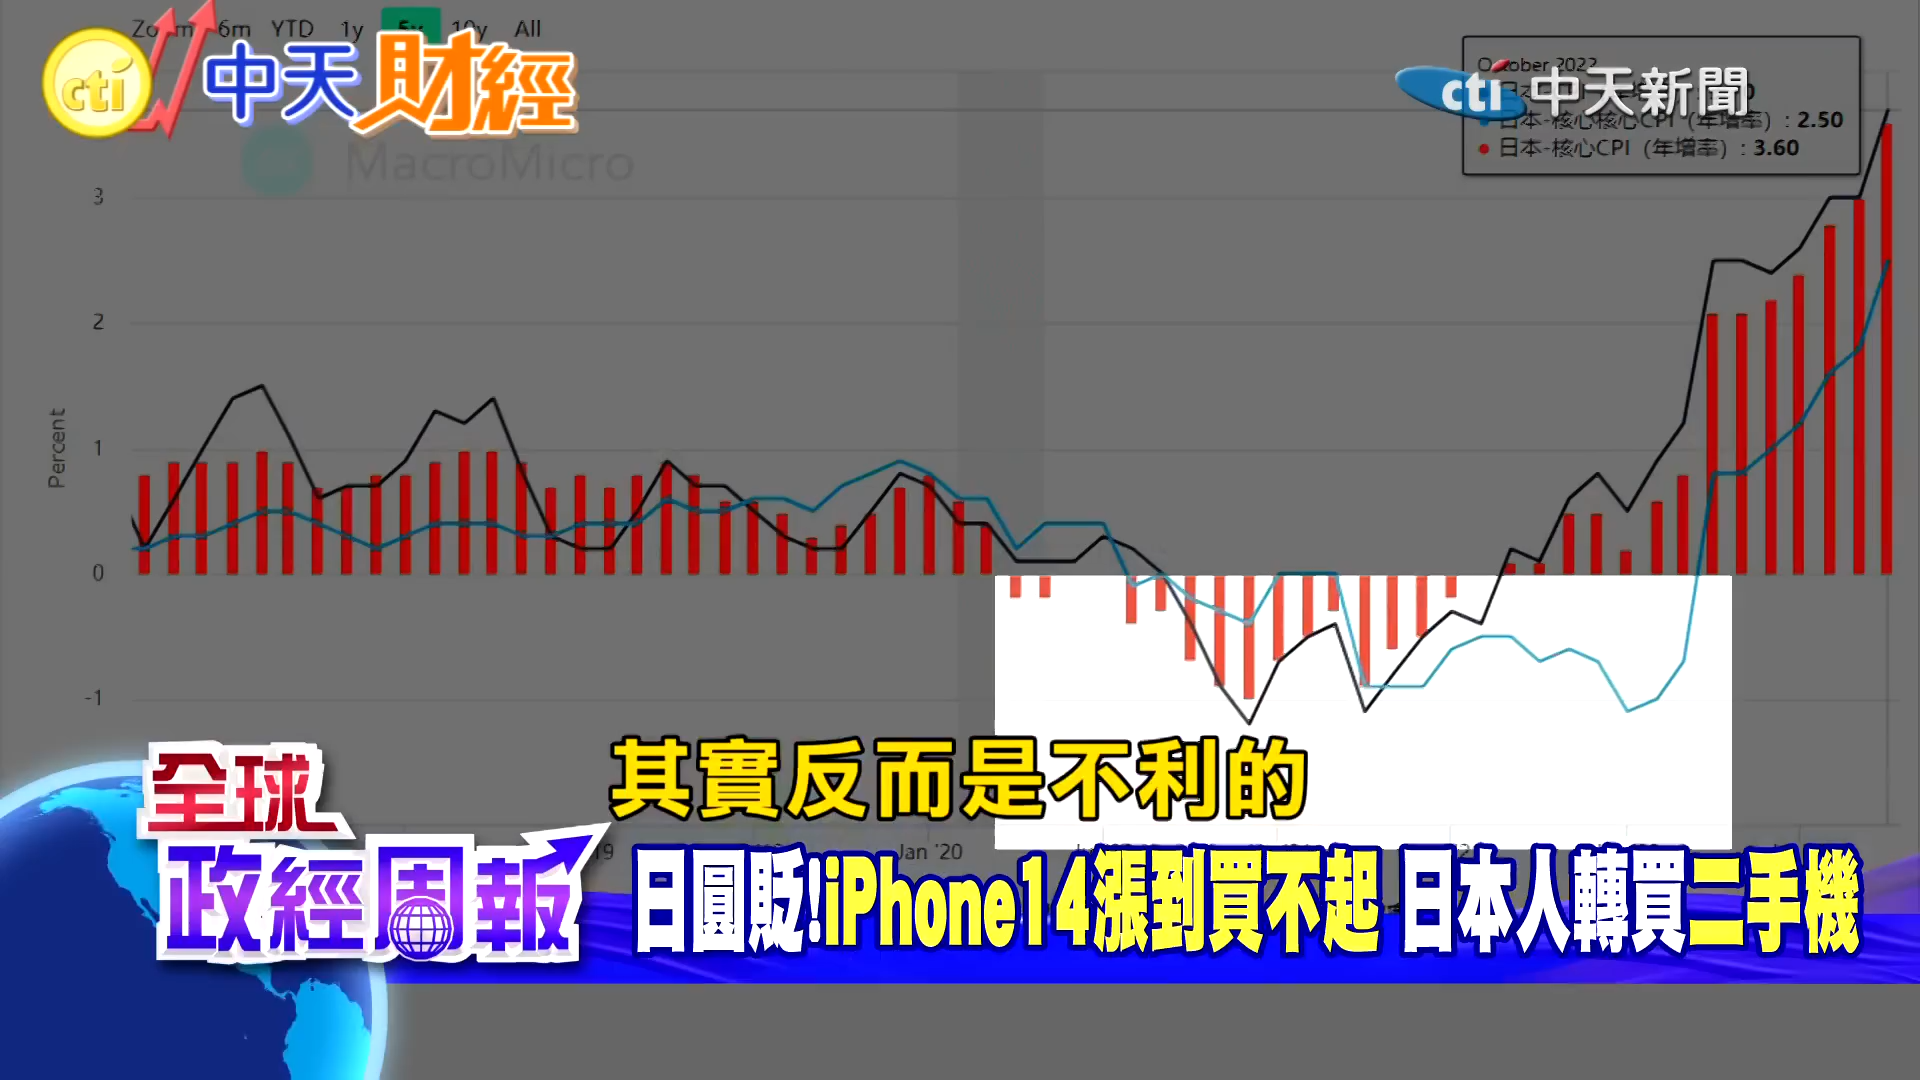 6m YTD 1y 5y 10y All
cti 中天財經
cti 中天新聞
MacroMicro
日本-核心核心CPI（年增率）: 2.50
日本-核心CPI（年增率）: 3.60
Percent
3
2
1
0
-1
Jan '20
其實反而是不利的
全球
政經周報
日圓貶!iPhone14漲到買不起 日本人轉買二手機